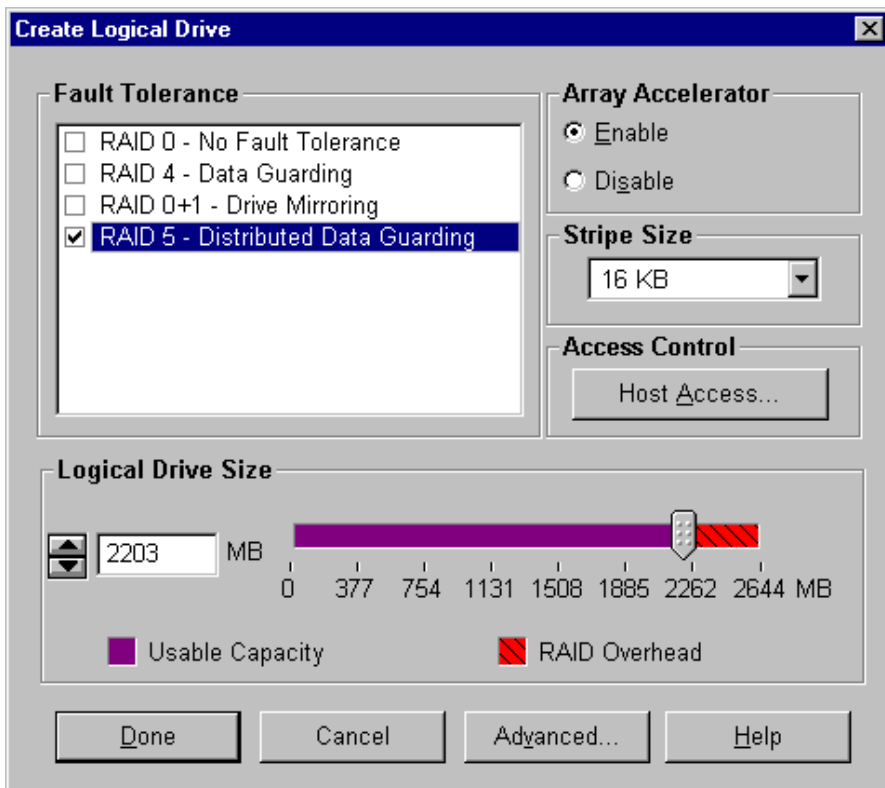 Create Logical Drive
Fault Tolerance
RAID 0 - No Fault Tolerance
RAID 4 - Data Guarding
RAID 0+1 - Drive Mirroring
RAID 5 - Distributed Data Guarding
Array Accelerator
Enable
Disable
Stripe Size
16 KB
Access Control
Host Access...
Logical Drive Size
2203 MB
0 377 754 1131 1508 1885 2262 2644 MB
Usable Capacity
RAID Overhead
Done
Cancel
Advanced...
Help